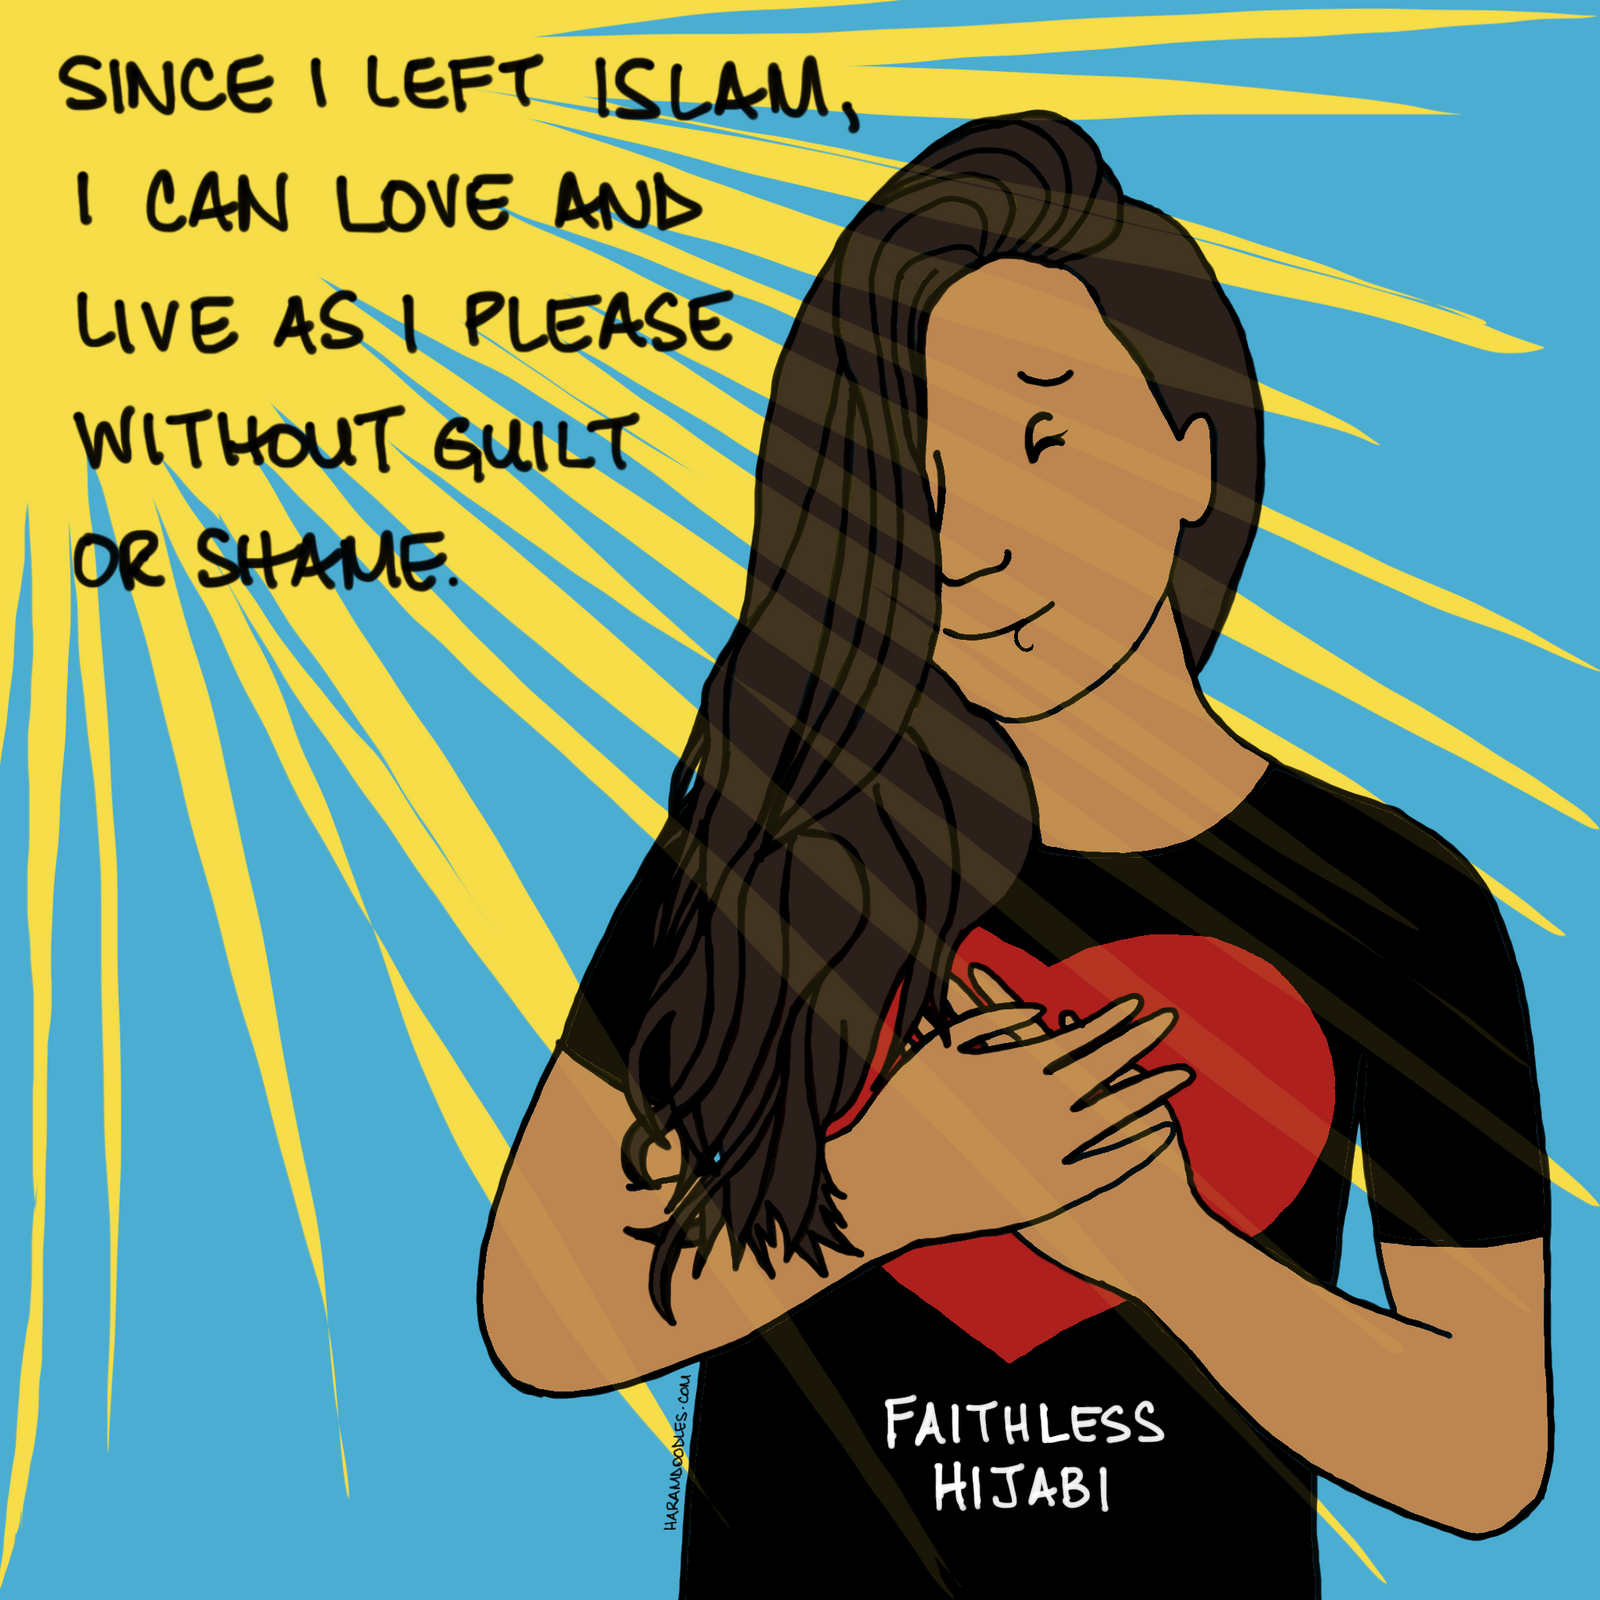 SINCE I LEFT ISLAM,
I CAN LOVE AND
LIVE AS I PLEASE
WITHOUT GUILT
OR SHAME.
FAITHLESS
HIJABI
HARAMDOODLES.COM